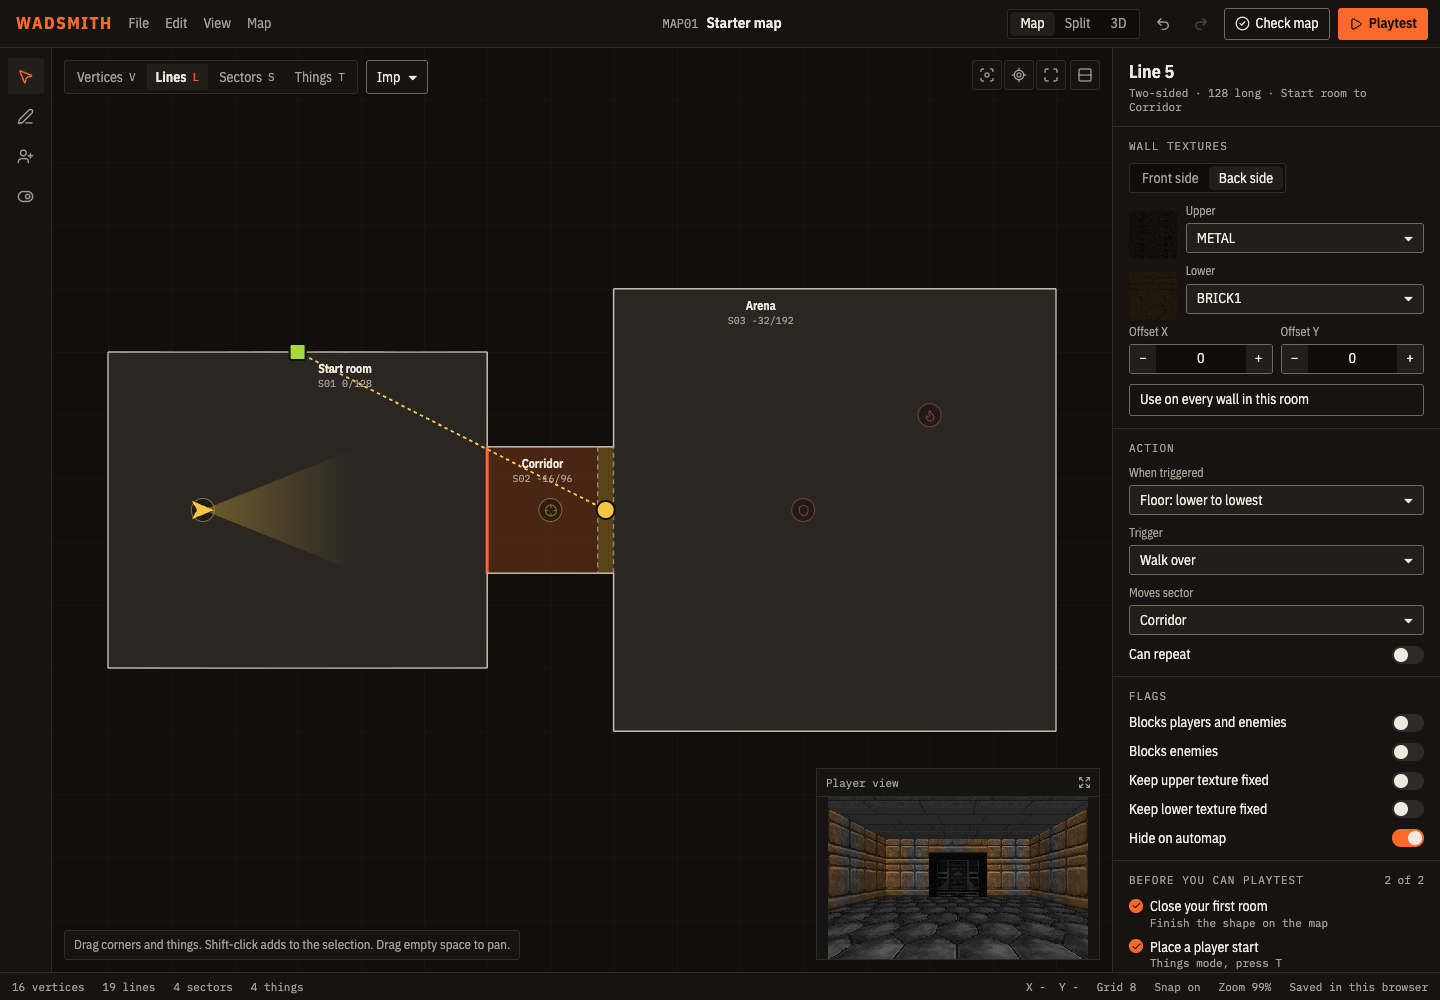 WADSMITH File Edit View Map MAP01 Starter map Map Split 3D Check map Playtest
Vertices V Lines L Sectors S Things T Imp
Line 5
Two-sided · 128 long · Start room to
Corridor
WALL TEXTURES
Front side Back side
Upper
METAL
Lower
BRICK1
Offset X Offset Y
− 0 + − 0 +
Use on every wall in this room
ACTION
When triggered
Floor: lower to lowest
Trigger
Walk over
Moves sector
Corridor
Can repeat
FLAGS
Blocks players and enemies
Blocks enemies
Keep upper texture fixed
Keep lower texture fixed
Hide on automap
BEFORE YOU CAN PLAYTEST 2 of 2
Close your first room
Finish the shape on the map
Place a player start
Things mode, press T
Arena
S03 -32/192
Start room
S01 0/128
Corridor
S02 -16/96
Player view
Drag corners and things. Shift-click adds to the selection. Drag empty space to pan.
16 vertices 19 lines 4 sectors 4 things X - Y - Grid 8 Snap on Zoom 99% Saved in this browser